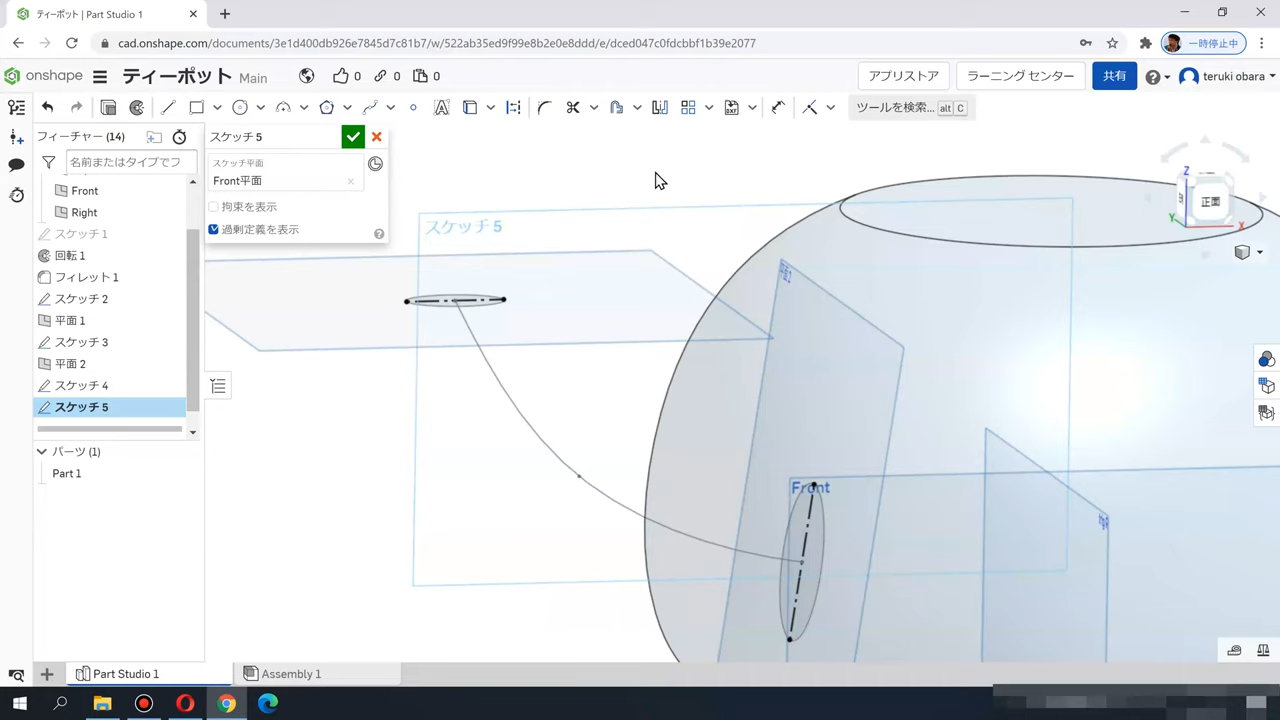 ティーポット | Part Studio 1
cad.onshape.com/documents/3e1d400db926e7845d7c81b7/w/522ab35ccaaea8b2e0e8ddd/e/dced047c0fdcbbf1b39e2077
一時停止中
onshape
ティーポット Main
0
0
0
アプリストア
ラーニング センター
共有
teruki obara
ツールを検索...
alt C
フィーチャー (14)
名前またはタイプでフ
Front
Right
スケッチ 1
回転 1
フィレット 1
スケッチ 2
平面 1
スケッチ 3
平面 2
スケッチ 4
スケッチ 5
パーツ (1)
Part 1
スケッチ 5
スケッチ平面
Front平面
拘束を表示
過剰定義を表示
スケッチ 5
平面1
Front
Z
正面
Y
X
Part Studio 1
Assembly 1